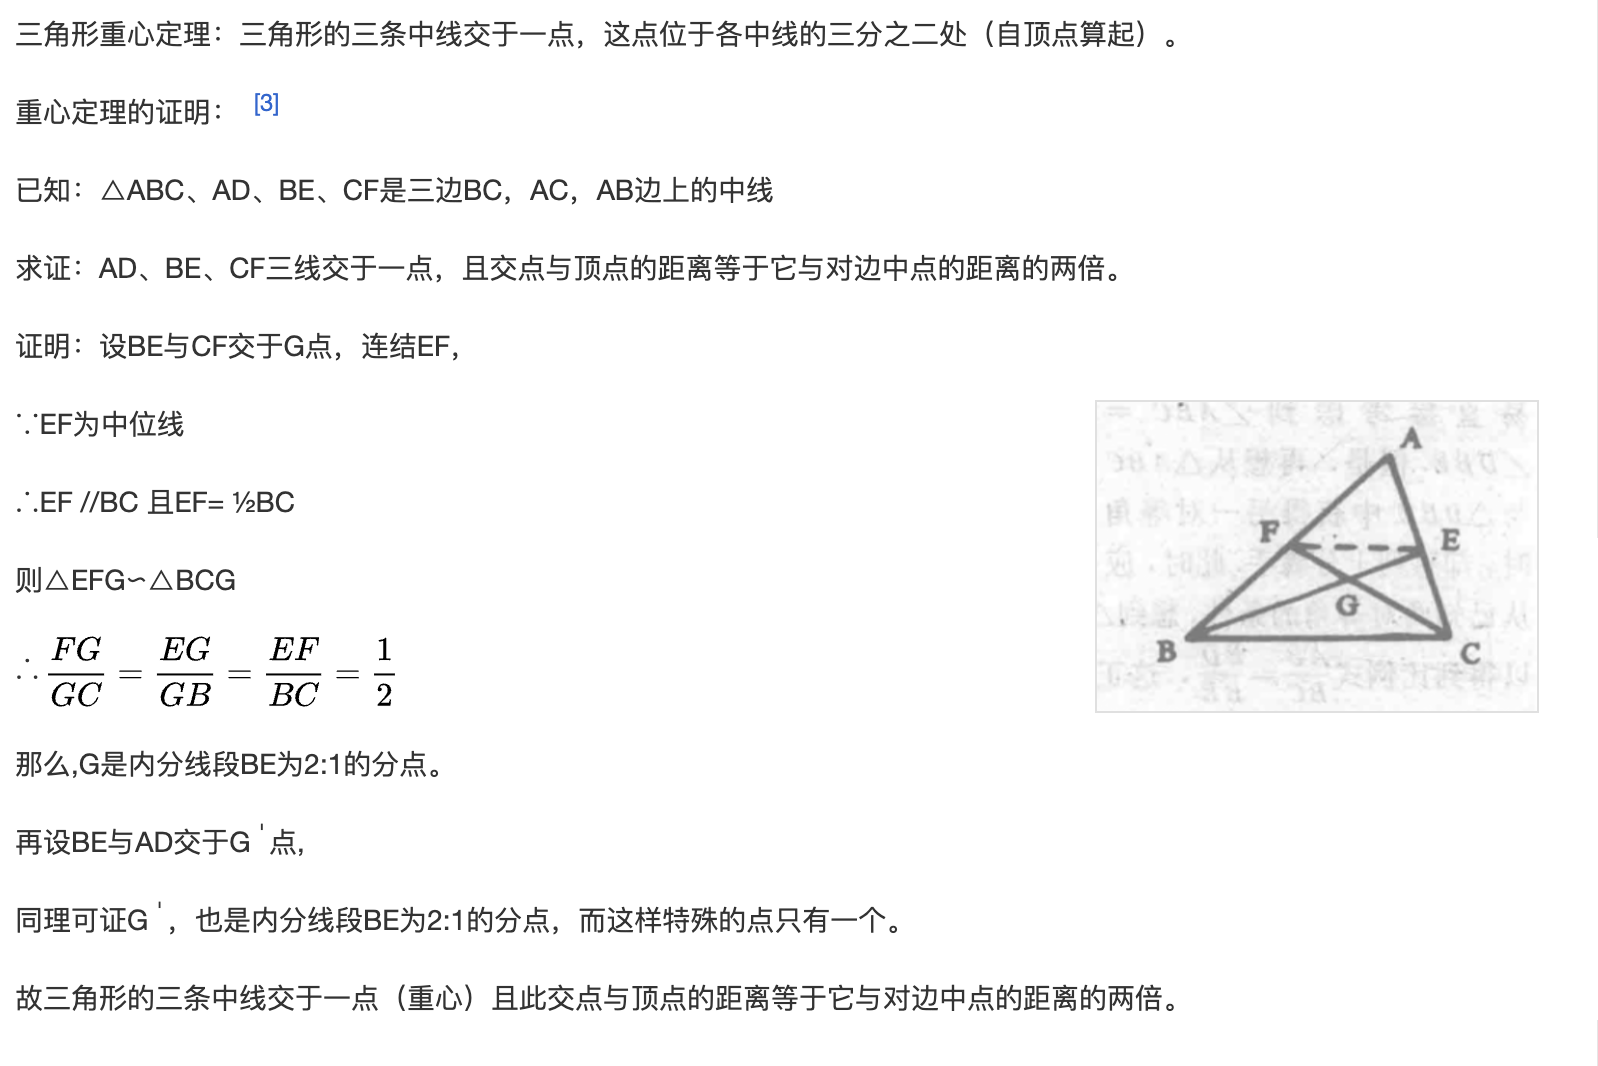 三角形重心定理：三角形的三条中线交于一点，这点位于各中线的三分之二处（自顶点算起）。
重心定理的证明： [3]
已知：△ABC、AD、BE、CF是三边BC，AC，AB边上的中线
求证：AD、BE、CF三线交于一点，且交点与顶点的距离等于它与对边中点的距离的两倍。
证明：设BE与CF交于G点，连结EF，
∵EF为中位线
∴EF //BC 且EF= ½BC
则△EFG∽△BCG
∴ FG/GC = EG/GB = EF/BC = 1/2
那么,G是内分线段BE为2:1的分点。
再设BE与AD交于G＇点,
同理可证G＇，也是内分线段BE为2:1的分点，而这样特殊的点只有一个。
故三角形的三条中线交于一点（重心）且此交点与顶点的距离等于它与对边中点的距离的两倍。
A
F
E
G
B
C